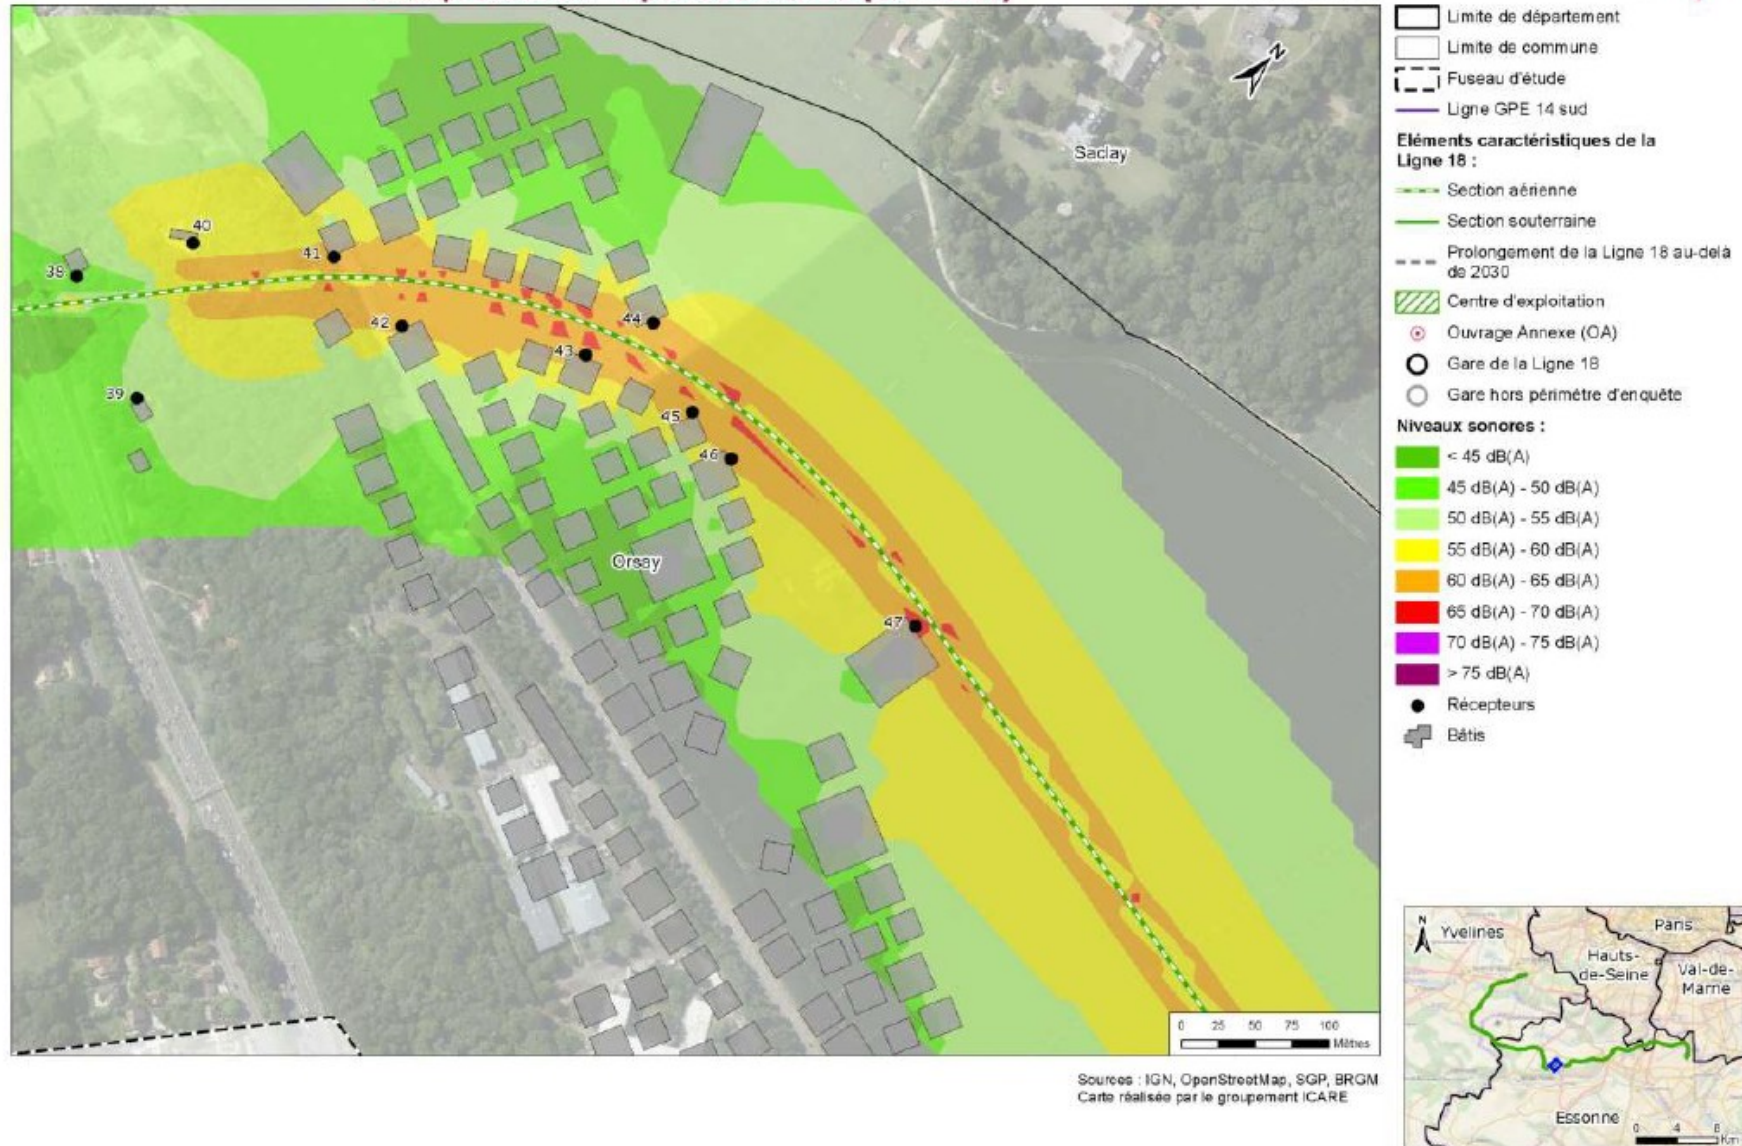 Limite de département
Limite de commune
Fuseau d'étude
Ligne GPE 14 sud
Eléments caractéristiques de la
Ligne 18 :
Section aérienne
Section souterraine
Prolongement de la Ligne 18 au-delà
de 2030
Centre d'exploitation
Ouvrage Annexe (OA)
Gare de la Ligne 18
Gare hors périmètre d'enquête
Niveaux sonores :
< 45 dB(A)
45 dB(A) - 50 dB(A)
50 dB(A) - 55 dB(A)
55 dB(A) - 60 dB(A)
60 dB(A) - 65 dB(A)
65 dB(A) - 70 dB(A)
70 dB(A) - 75 dB(A)
> 75 dB(A)
Récepteurs
Bâtis
N
Saclay
40
41
38
42
44
43
39
45
46
Orsay
47
0 25 50 75 100
Mètres
Sources : IGN, OpenStreetMap, SGP, BRGM
Carte réalisée par le groupement ICARE
N
Yvelines
Paris
Hauts-
de-Seine
Val-de-
Marne
Essonne
0 4 8
Km